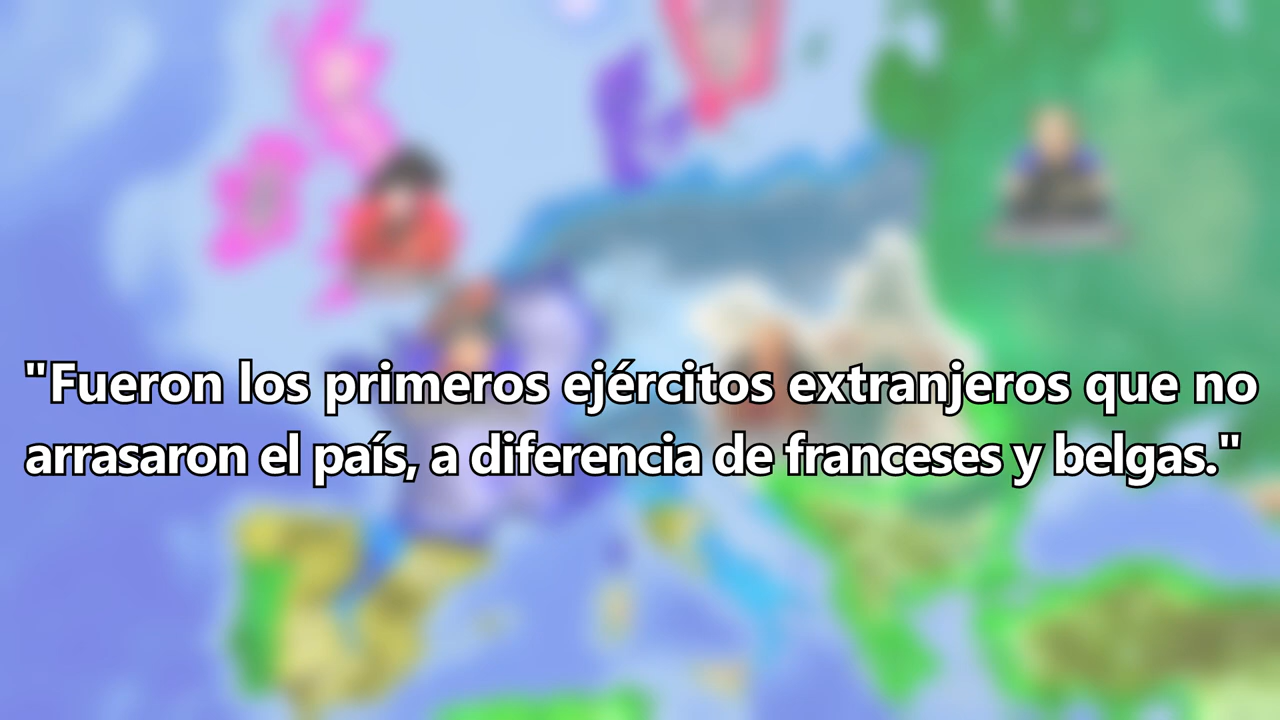 "Fueron los primeros ejércitos extranjeros que no
arrasaron el país, a diferencia de franceses y belgas."